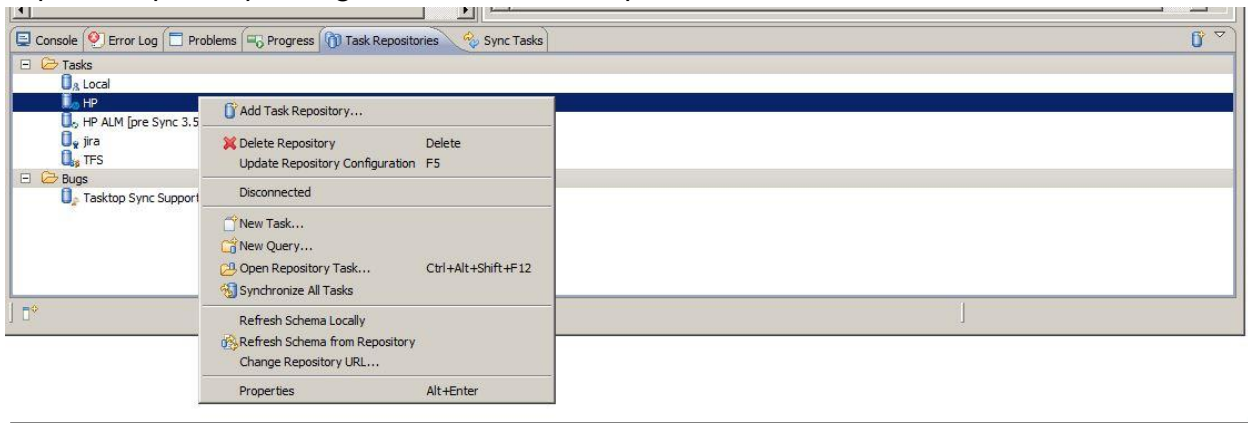 Console Error Log Problems Progress Task Repositories Sync Tasks
Tasks
Local
HP
HP ALM [pre Sync 3.5
jira
TFS
Bugs
Tasktop Sync Support
Add Task Repository...
Delete Repository Delete
Update Repository Configuration F5
Disconnected
New Task...
New Query...
Open Repository Task... Ctrl+Alt+Shift+F12
Synchronize All Tasks
Refresh Schema Locally
Refresh Schema from Repository
Change Repository URL...
Properties Alt+Enter